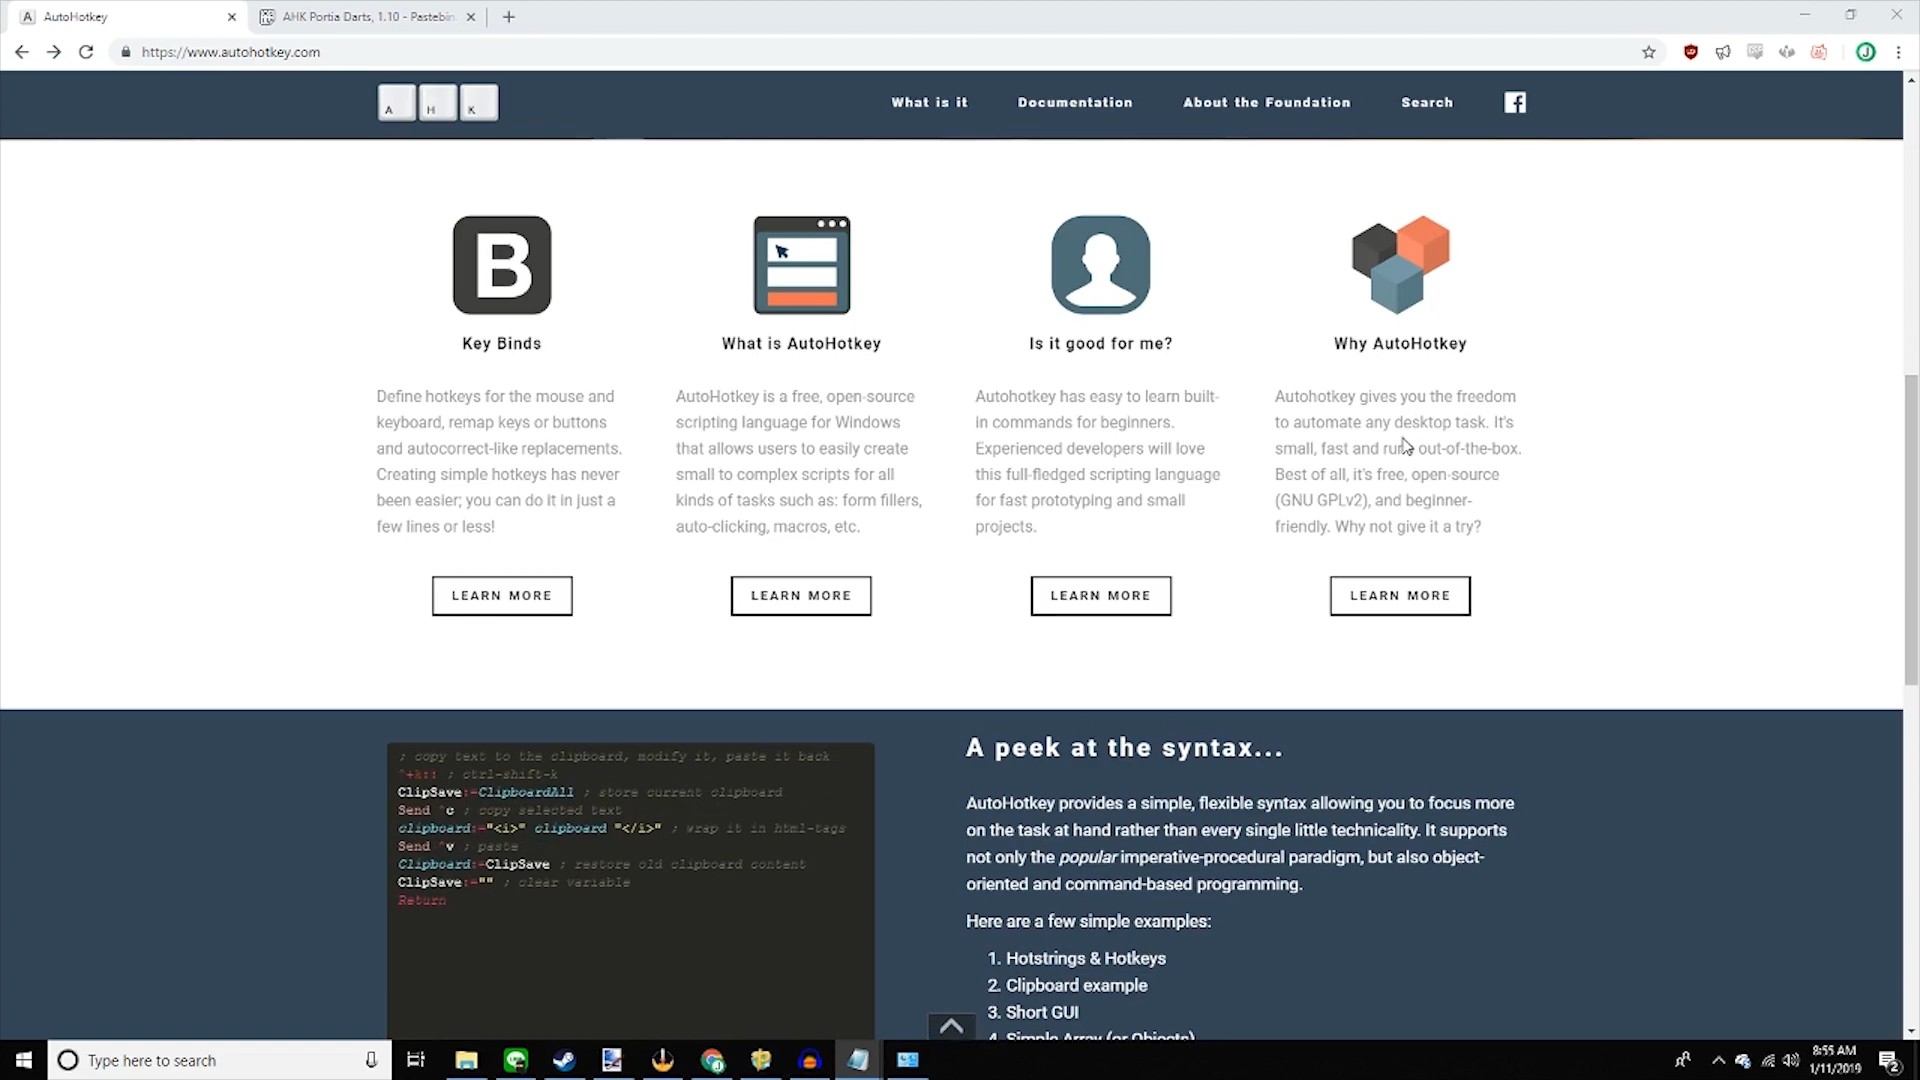 AutoHotkey
AHK Portia Darts, 1.10 - Pastebin.
https://www.autohotkey.com
J
A H K
What is it
Documentation
About the Foundation
Search
B
Key Binds
Define hotkeys for the mouse and
keyboard, remap keys or buttons
and autocorrect-like replacements.
Creating simple hotkeys has never
been easier; you can do it in just a
few lines or less!
LEARN MORE
What is AutoHotkey
AutoHotkey is a free, open-source
scripting language for Windows
that allows users to easily create
small to complex scripts for all
kinds of tasks such as: form fillers,
auto-clicking, macros, etc.
LEARN MORE
Is it good for me?
Autohotkey has easy to learn built-
in commands for beginners.
Experienced developers will love
this full-fledged scripting language
for fast prototyping and small
projects.
LEARN MORE
Why AutoHotkey
Autohotkey gives you the freedom
to automate any desktop task. It's
small, fast and runs out-of-the-box.
Best of all, it's free, open-source
(GNU GPLv2), and beginner-
friendly. Why not give it a try?
LEARN MORE
; copy text to the clipboard, modify it, paste it back
^+k:: ; ctrl-shift-k
ClipSave:=ClipboardAll ; store current clipboard
Send ^c ; copy selected text
clipboard:="<i>" clipboard "</i>" ; wrap it in html-tags
Send ^v ; paste
Clipboard:=ClipSave ; restore old clipboard content
ClipSave:="" ; clear variable
Return
A peek at the syntax...
AutoHotkey provides a simple, flexible syntax allowing you to focus more
on the task at hand rather than every single little technicality. It supports
not only the popular imperative-procedural paradigm, but also object-
oriented and command-based programming.
Here are a few simple examples:
1. Hotstrings & Hotkeys
2. Clipboard example
3. Short GUI
4. Simple Array (or Objects)
Type here to search
8:55 AM
1/11/2019
2